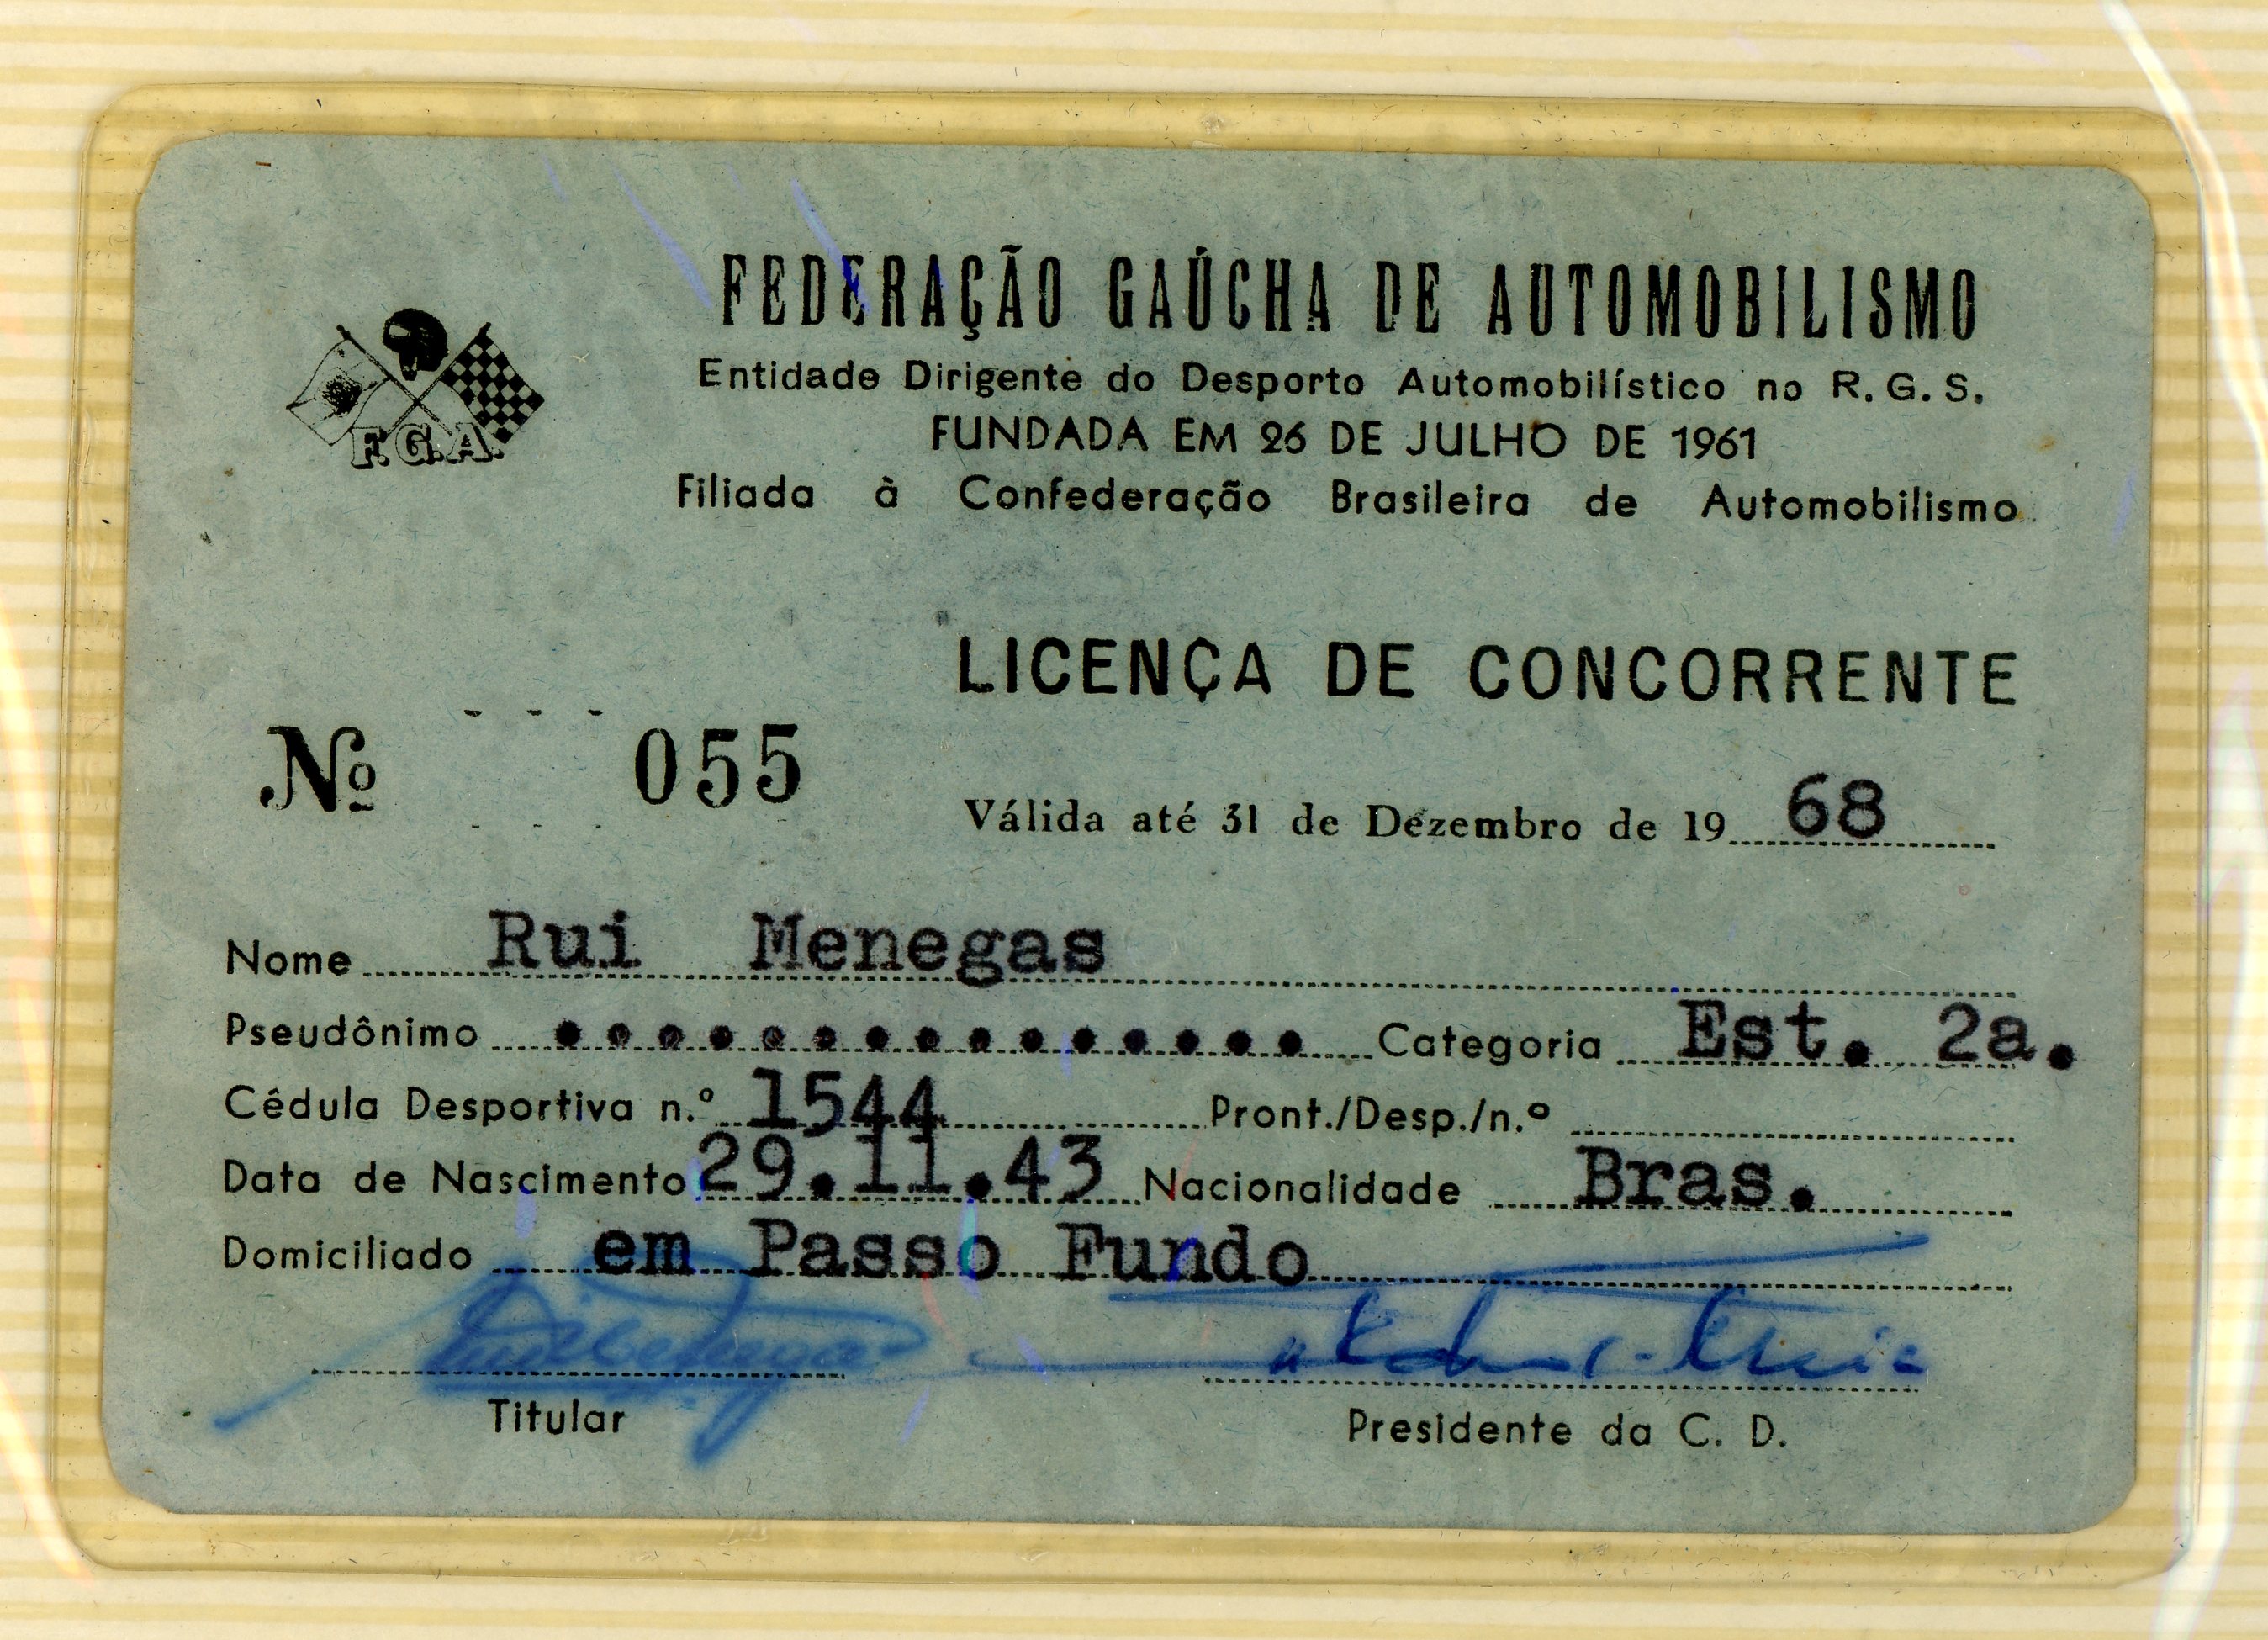 FEDERAÇÃO GAÚCHA DE AUTOMOBILISMO
Entidade Dirigente do Desporto Automobilístico no R.G.S.
FUNDADA EM 26 DE JULHO DE 1961
Filiada à Confederação Brasileira de Automobilismo
F.G.A.
LICENÇA DE CONCORRENTE
Nº 055
Válida até 31 de Dezembro de 19 68
Nome Rui Menegas
Pseudônimo ............... Categoria Est. 2a.
Cédula Desportiva n.º 1544 Pront./Desp./n.º
Data de Nascimento 29.11.43 Nacionalidade Bras.
Domiciliado em Passo Fundo
Titular Presidente da C. D.